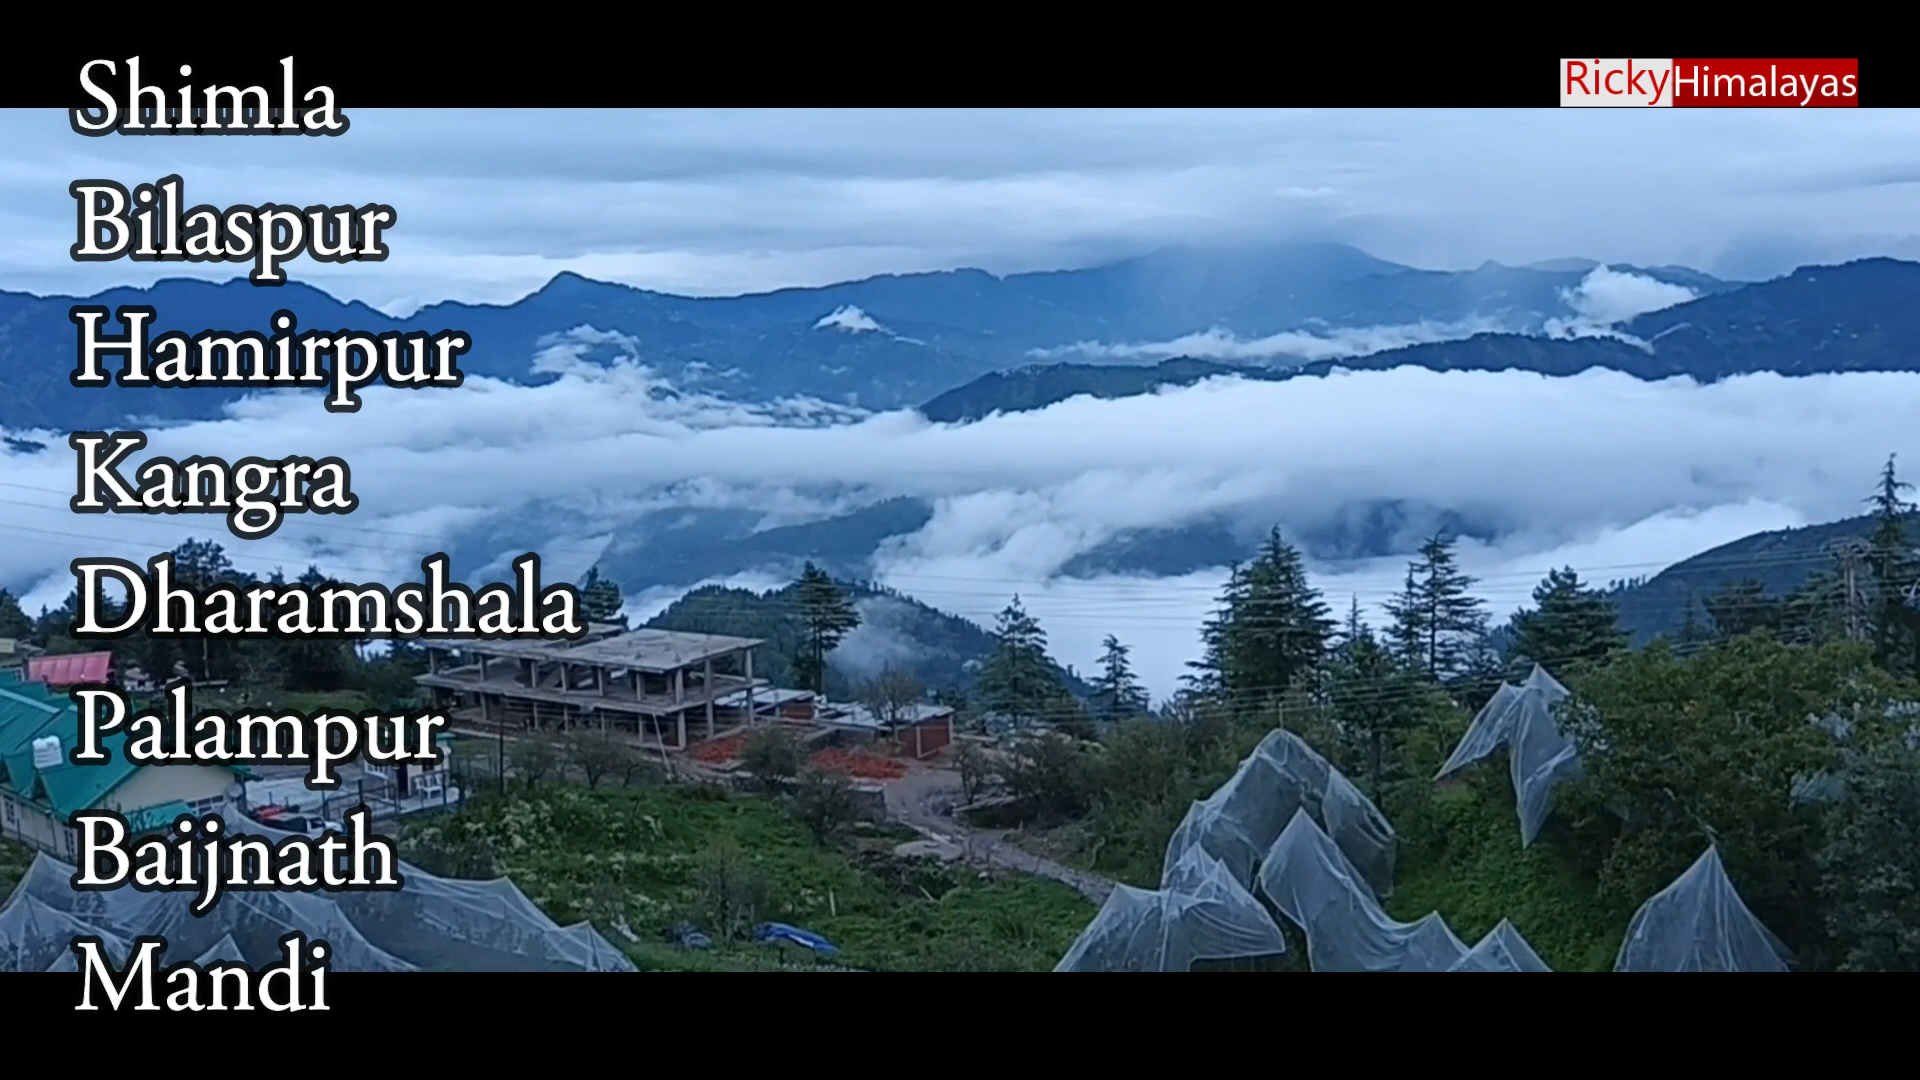 Shimla
RickyHimalayas
Bilaspur
Hamirpur
Kangra
Dharamshala
Palampur
Baijnath
Mandi